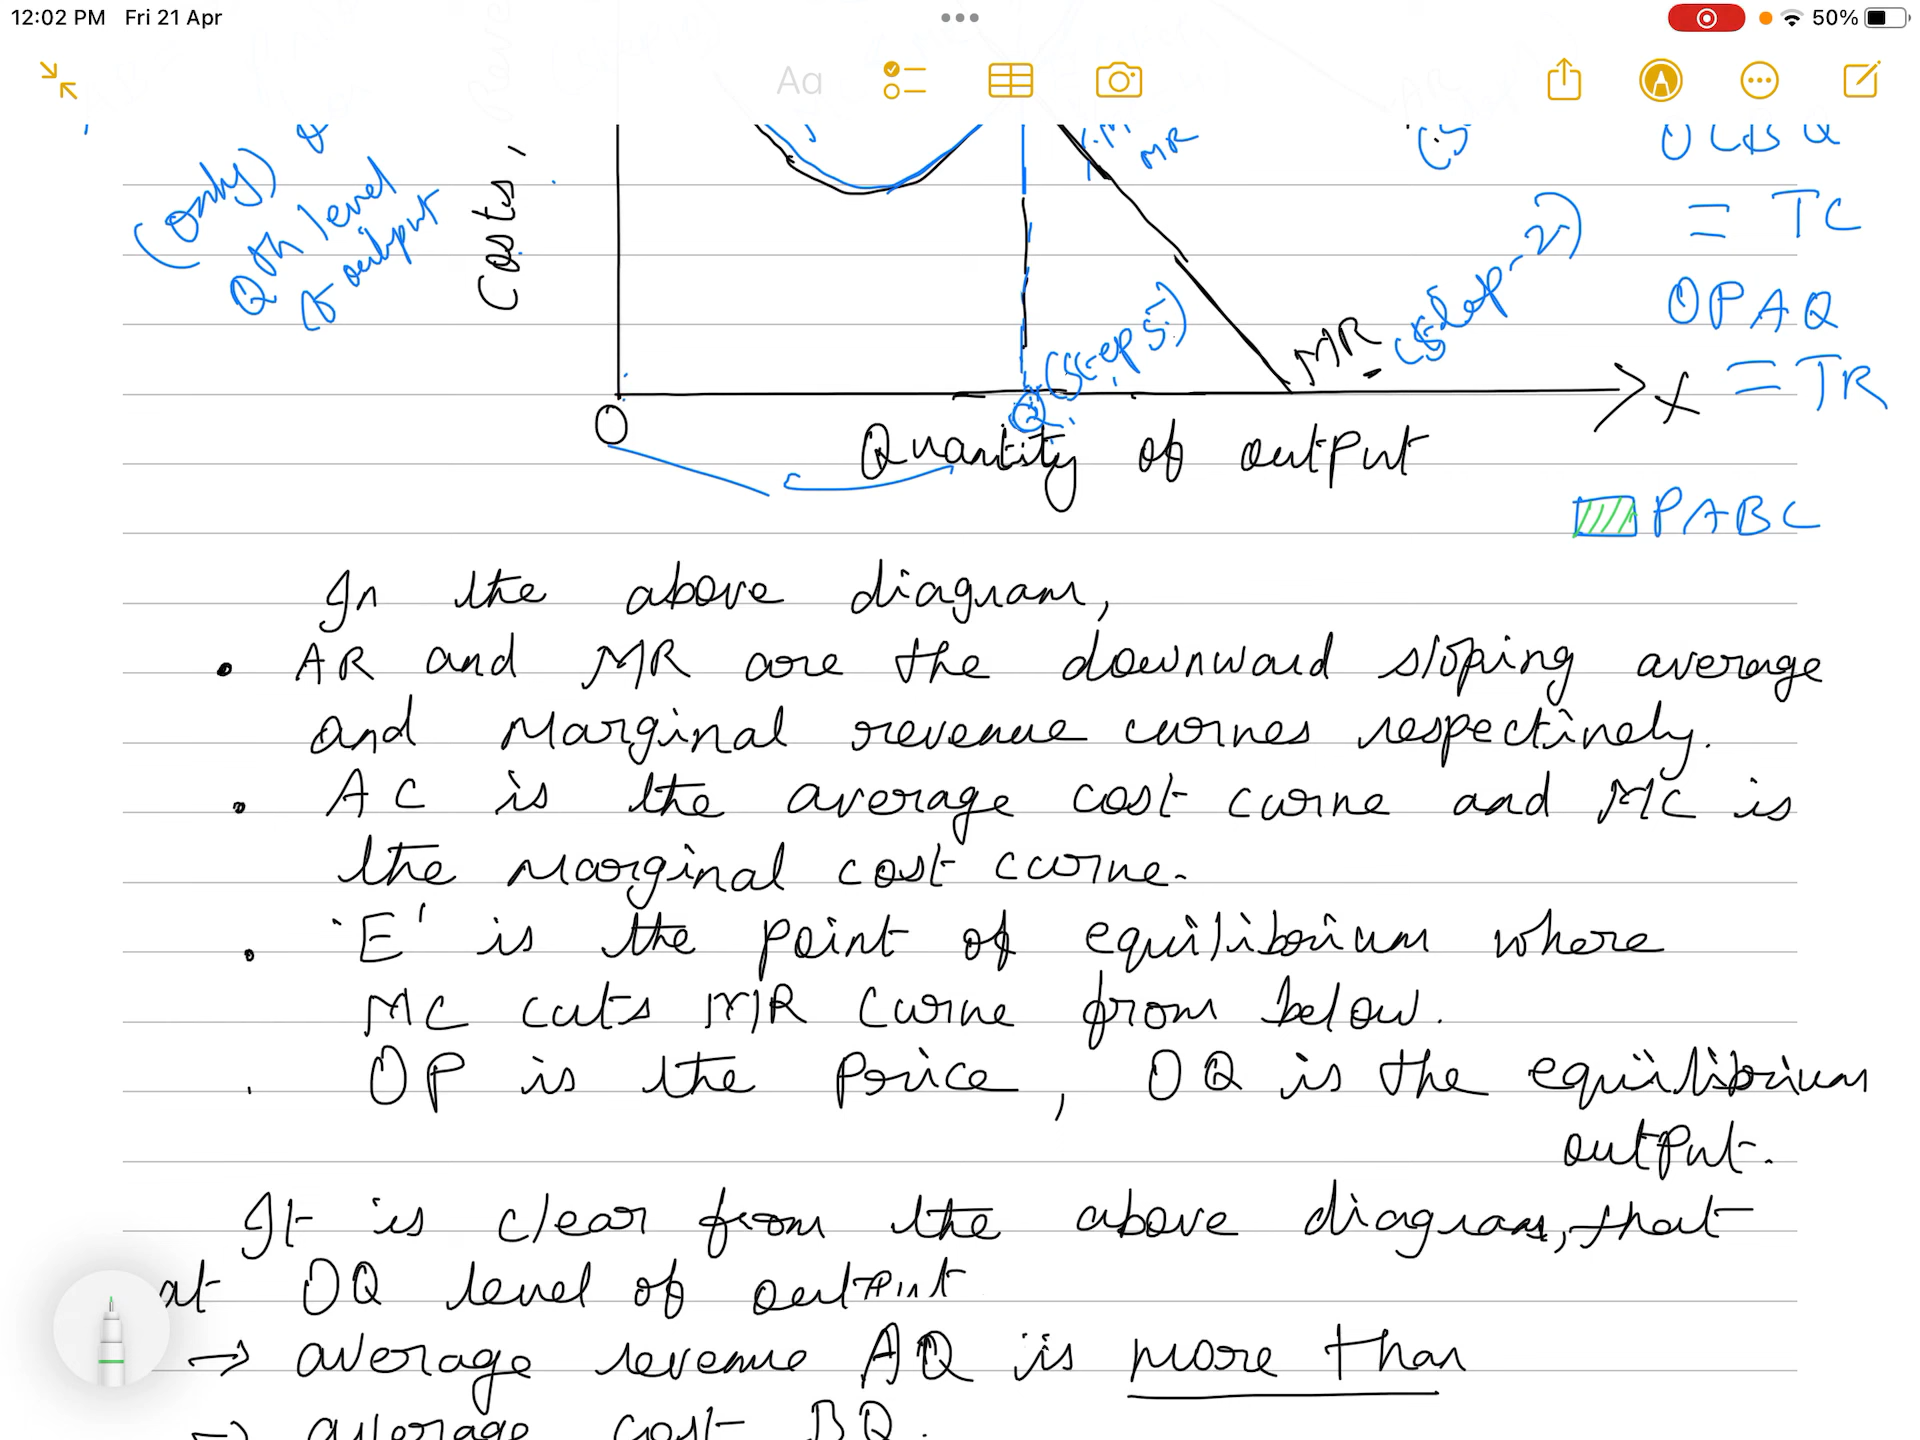 12:02 PM Fri 21 Apr
50%
Aa
Costs,
(only)
Q th level
of output
MR
OCBQ
= TC
OPAQ
= TR
MR
(Step-2)
(Step 5)
O
Q
X
Quantity of output
PABC
In the above diagram,
• AR and MR are the downward sloping average
and marginal revenue curves respectively.
• AC is the average cost curve and MC is
the marginal cost curve.
• 'E' is the point of equilibrium where
MC cuts MR curve from below.
. OP is the price, OQ is the equilibrium
output.
It is clear from the above diagram, that
at OQ level of output
→ average revenue AQ is more than
→ average cost BQ.